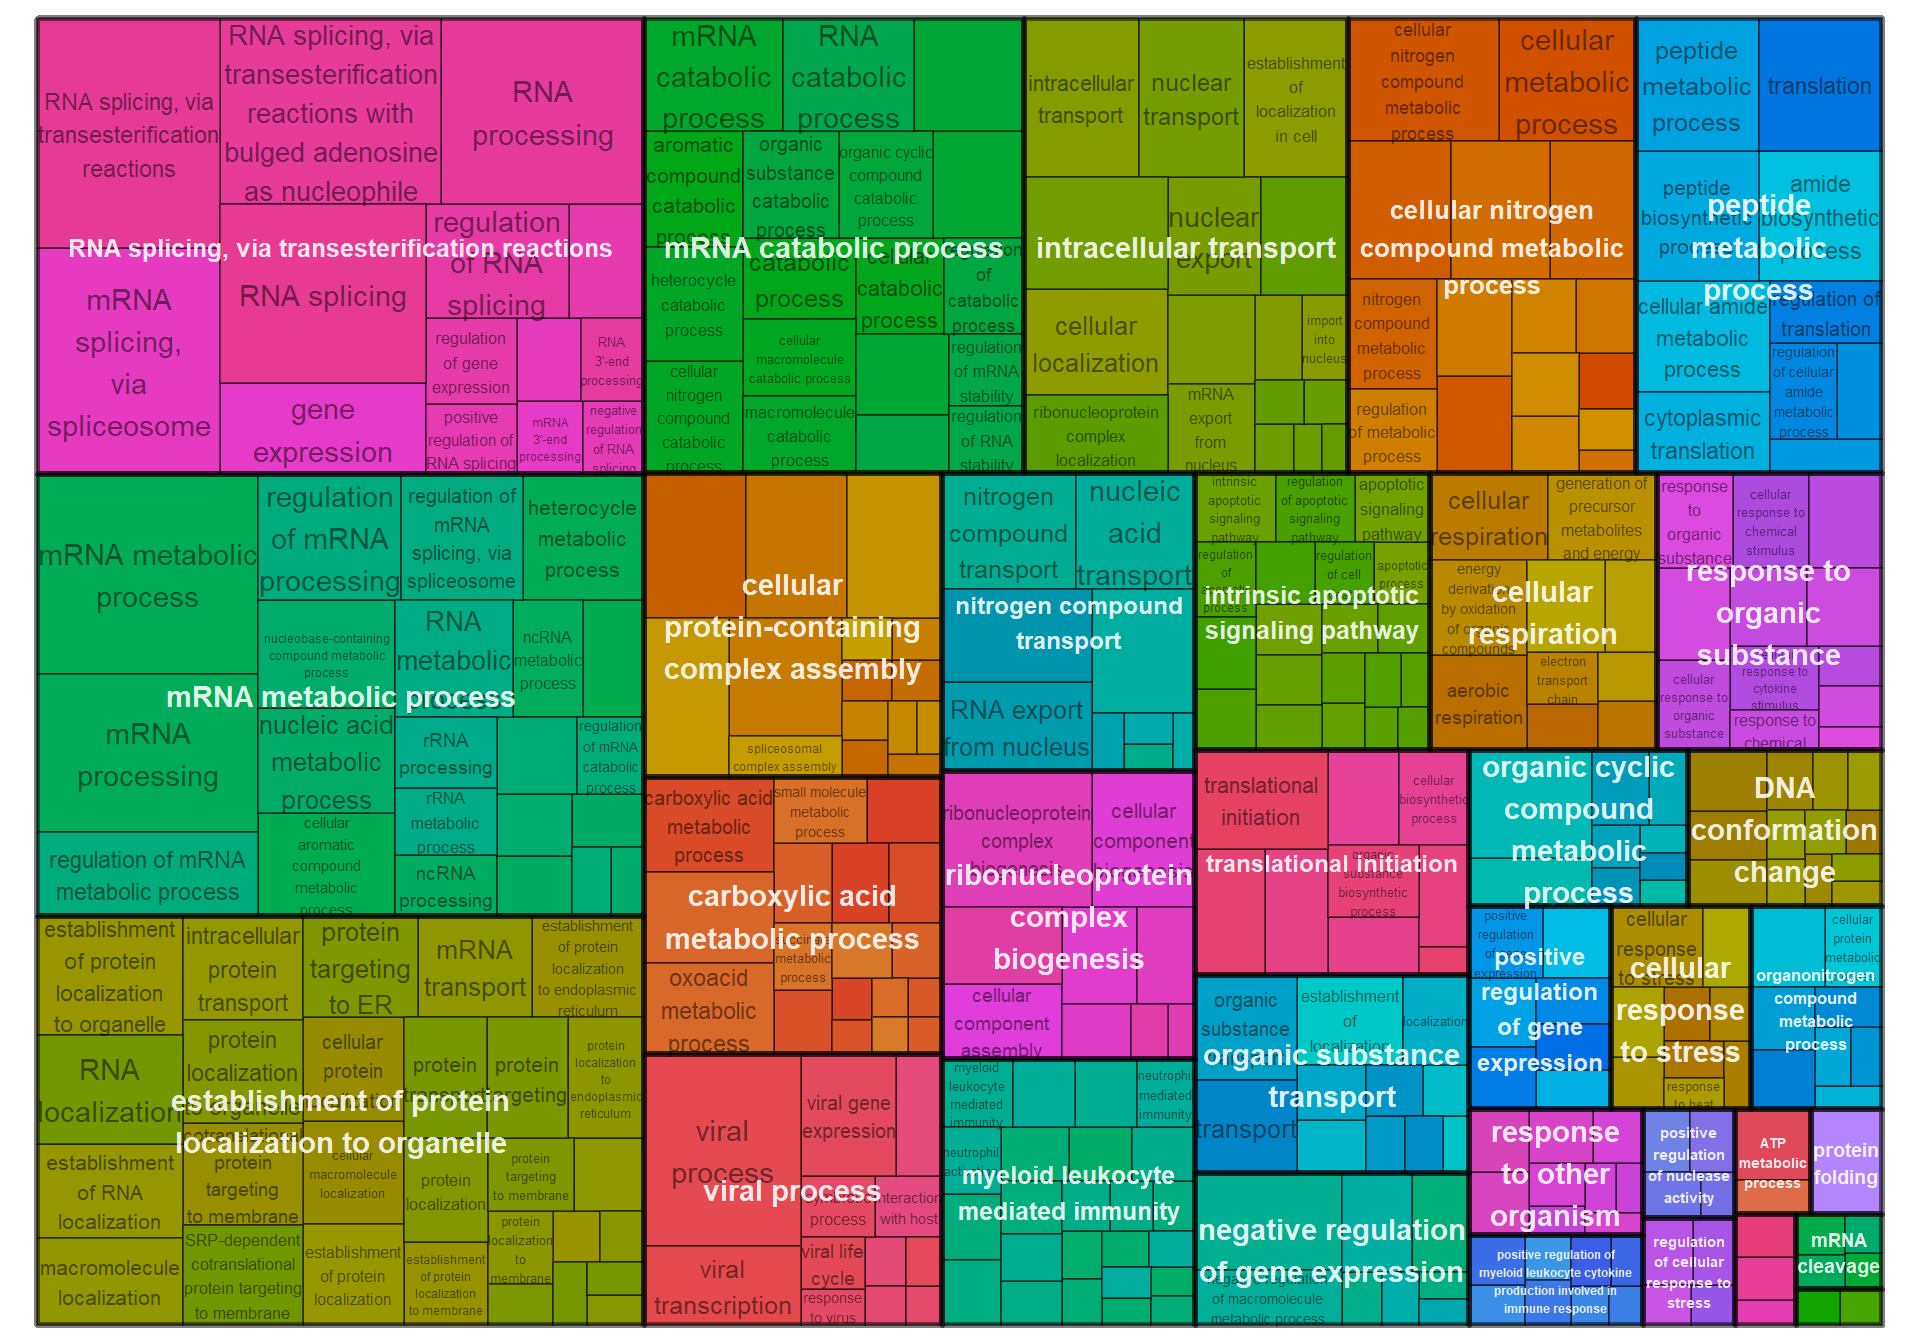 RNA splicing, via
transesterification
reactions
RNA splicing, via
transesterification
reactions with
bulged adenosine
as nucleophile
RNA
processing
mRNA
splicing,
via
spliceosome
RNA splicing
regulation
of RNA
splicing
gene
expression
regulation
of gene
expression
RNA
3'-end
processing
positive
regulation of
RNA splicing
mRNA
3'-end
processing
negative
regulation
of RNA
splicing
RNA splicing, via transesterification reactions
mRNA
catabolic
process
RNA
catabolic
process
aromatic
compound
catabolic
process
organic
substance
catabolic
process
organic cyclic
compound
catabolic
process
heterocycle
catabolic
process
catabolic
process
cellular
catabolic
process
of
catabolic
process
cellular
nitrogen
compound
catabolic
process
cellular
macromolecule
catabolic process
macromolecule
catabolic
process
regulation
of mRNA
stability
regulation
of RNA
stability
mRNA catabolic process
intracellular
transport
nuclear
transport
establishment
of
localization
in cell
nuclear
export
cellular
localization
import
into
nucleus
ribonucleoprotein
complex
localization
mRNA
export
from
nucleus
intracellular transport
cellular
nitrogen
compound
metabolic
process
cellular
metabolic
process
nitrogen
compound
metabolic
process
regulation
of metabolic
process
cellular nitrogen
compound metabolic
process
peptide
metabolic
process
translation
peptide
biosynthetic
process
amide
biosynthetic
process
cellular amide
metabolic
process
regulation of
translation
regulation
of cellular
amide
metabolic
process
cytoplasmic
translation
peptide
metabolic
process
mRNA metabolic
process
regulation
of mRNA
processing
regulation of
mRNA
splicing, via
spliceosome
heterocycle
metabolic
process
nucleobase-containing
compound metabolic
process
RNA
metabolic
ncRNA
metabolic
process
mRNA
processing
nucleic acid
metabolic
process
rRNA
processing
regulation
of mRNA
catabolic
process
regulation of mRNA
metabolic process
cellular
aromatic
compound
metabolic
process
rRNA
metabolic
process
ncRNA
processing
mRNA metabolic process
spliceosomal
complex assembly
cellular
protein-containing
complex assembly
nitrogen
compound
transport
nucleic
acid
transport
RNA export
from nucleus
nitrogen compound
transport
intrinsic
apoptotic
signaling
pathway
regulation
of apoptotic
signaling
pathway
apoptotic
signaling
pathway
regulation
of
process
regulation
of cell
apoptotic
process
intrinsic apoptotic
signaling pathway
cellular
respiration
generation of
precursor
metabolites
and energy
energy
derivation
by oxidation
of organic
compounds
aerobic
respiration
electron
transport
chain
cellular
respiration
response
to
organic
substance
cellular
response to
chemical
stimulus
cellular
response to
organic
substance
response to
cytokine
stimulus
response to
chemical
response to
organic
substance
carboxylic acid
metabolic
process
small molecule
metabolic
process
succinate
metabolic
process
oxoacid
metabolic
process
carboxylic acid
metabolic process
ribonucleoprotein
complex
biogenesis
cellular
component
biogenesis
cellular
component
assembly
ribonucleoprotein
complex
biogenesis
translational
initiation
cellular
biosynthetic
process
organic
substance
biosynthetic
process
translational initiation
organic cyclic
compound
metabolic
process
DNA
conformation
change
establishment
of protein
localization
to organelle
intracellular
protein
transport
protein
targeting
to ER
mRNA
transport
establishment
of protein
localization
to endoplasmic
reticulum
RNA
localization
protein
localization
to organelle
cellular
protein
localization
protein
transport
protein
targeting
protein
localization
to
endoplasmic
reticulum
establishment
of RNA
localization
cotranslational
protein
targeting
to membrane
cellular
macromolecule
localization
protein
localization
protein
targeting
to membrane
macromolecule
localization
SRP-dependent
cotranslational
protein targeting
to membrane
establishment
of protein
localization
establishment
of protein
localization
to membrane
protein
localization
to
membrane
establishment of protein
localization to organelle
viral
process
viral gene
expression
symbiotic
process
interaction
with host
viral
transcription
viral life
cycle
response
to virus
viral process
myeloid
leukocyte
mediated
immunity
neutrophil
mediated
immunity
neutrophil
myeloid leukocyte
mediated immunity
organic
substance
establishment
of
localization
localization
transport
organic substance
transport
negative regulation
of macromolecule
metabolic process
negative regulation
of gene expression
positive
regulation
of gene
expression
positive
regulation
of gene
expression
cellular
response
to stress
response
to heat
cellular
response
to stress
cellular
protein
metabolic
organonitrogen
compound
metabolic
process
response
to other
organism
positive
regulation
of nuclease
activity
ATP
metabolic
process
protein
folding
positive regulation of
myeloid leukocyte cytokine
production involved in
immune response
regulation
of cellular
response to
stress
mRNA
cleavage